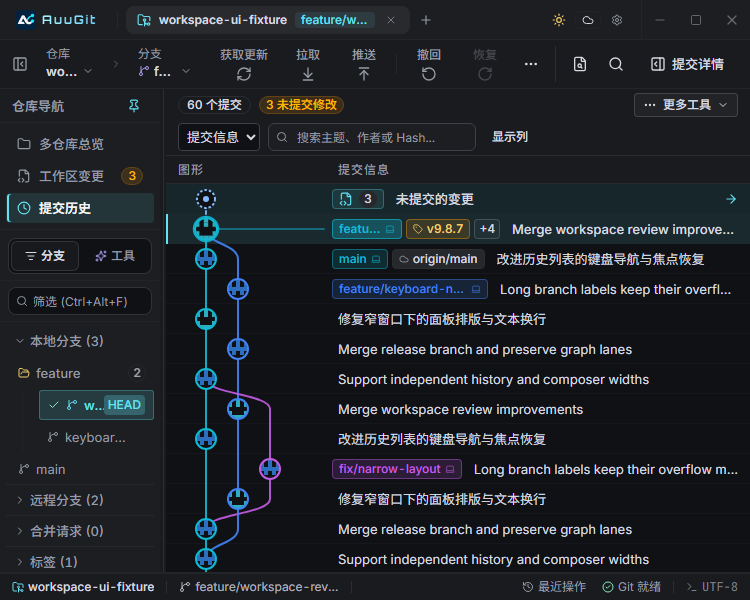 AuuGit
workspace-ui-fixture feature/w...
仓库 wo...
分支 f...
获取更新
拉取
推送
撤回
恢复
提交详情
仓库导航
60 个提交
3 未提交修改
更多工具
多仓库总览
工作区变更 3
提交历史
提交信息
搜索主题、作者或 Hash...
显示列
图形
提交信息
3 未提交的变更
featu... v9.8.7 +4 Merge workspace review improve...
main origin/main 改进历史列表的键盘导航与焦点恢复
feature/keyboard-n... Long branch labels keep their overfl...
修复窄窗口下的面板排版与文本换行
Merge release branch and preserve graph lanes
Support independent history and composer widths
Merge workspace review improvements
改进历史列表的键盘导航与焦点恢复
fix/narrow-layout Long branch labels keep their overflow m...
修复窄窗口下的面板排版与文本换行
Merge release branch and preserve graph lanes
Support independent history and composer widths
分支
工具
筛选 (Ctrl+Alt+F)
本地分支 (3)
feature 2
w... HEAD
keyboar...
main
远程分支 (2)
合并请求 (0)
标签 (1)
workspace-ui-fixture
feature/workspace-rev...
最近操作
Git 就绪
UTF-8